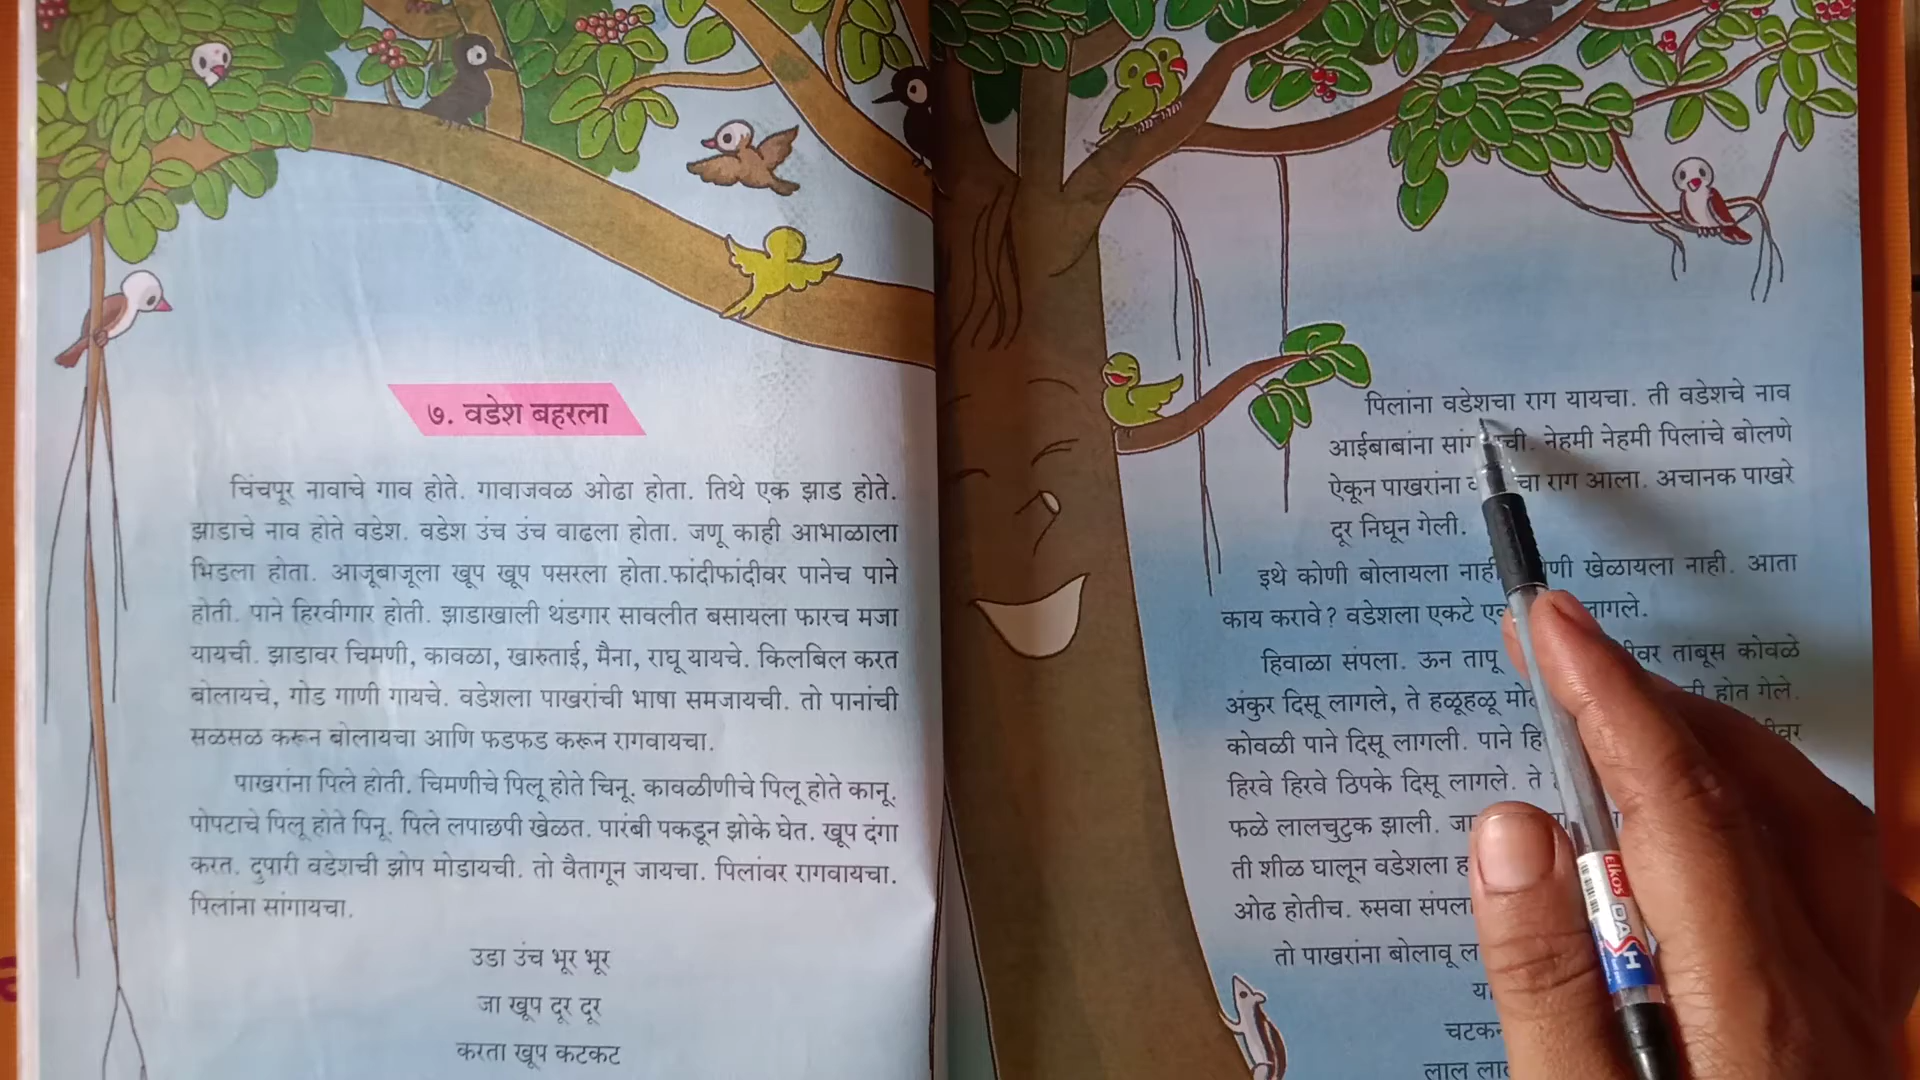 ७. वडेश बहरला
चिंचपूर नावाचे गाव होते. गावाजवळ ओढा होता. तिथे एक झाड होते.
झाडाचे नाव होते वडेश. वडेश उंच उंच वाढला होता. जणू काही आभाळाला
भिडला होता. आजूबाजूला खूप खूप पसरला होता.फांदीफांदीवर पानेच पाने
होती. पाने हिरवीगार होती. झाडाखाली थंडगार सावलीत बसायला फारच मजा
यायची. झाडावर चिमणी, कावळा, खारुताई, मैना, राघू यायचे. किलबिल करत
बोलायचे, गोड गाणी गायचे. वडेशला पाखरांची भाषा समजायची. तो पानांची
सळसळ करून बोलायचा आणि फडफड करून रागवायचा.
पाखरांना पिले होती. चिमणीचे पिलू होते चिनू. कावळीणीचे पिलू होते कानू.
पोपटाचे पिलू होते पिनू. पिले लपाछपी खेळत. पारंबी पकडून झोके घेत. खूप दंगा
करत. दुपारी वडेशची झोप मोडायची. तो वैतागून जायचा. पिलांवर रागवायचा.
पिलांना सांगायचा.
उडा उंच भूर भूर
जा खूप दूर दूर
करता खूप कटकट
पिलांना वडेशचा राग यायचा. ती वडेशचे नाव
आईबाबांना नेहमी नेहमी पिलांचे बोलणे
ऐकून पाखरांना राग आला. अचानक पाखरे
दूर निघून गेली.
इथे कोणी बोलायला नाही खेळायला नाही. आता
काय करावे? वडेशला एकटे लागले.
हिवाळा संपला. ऊन तापू तांबूस कोवळे
अंकुर दिसू लागले, ते हळूहळू होत गेले.
कोवळी पाने दिसू लागली. पाने
हिरवे हिरवे ठिपके दिसू लागले. ते
फळे लालचुटुक झाली.
ती शीळ घालून वडेशला
ओढ होतीच. रुसवा संपला
तो पाखरांना बोलावू
लाल
Elkos
DASH